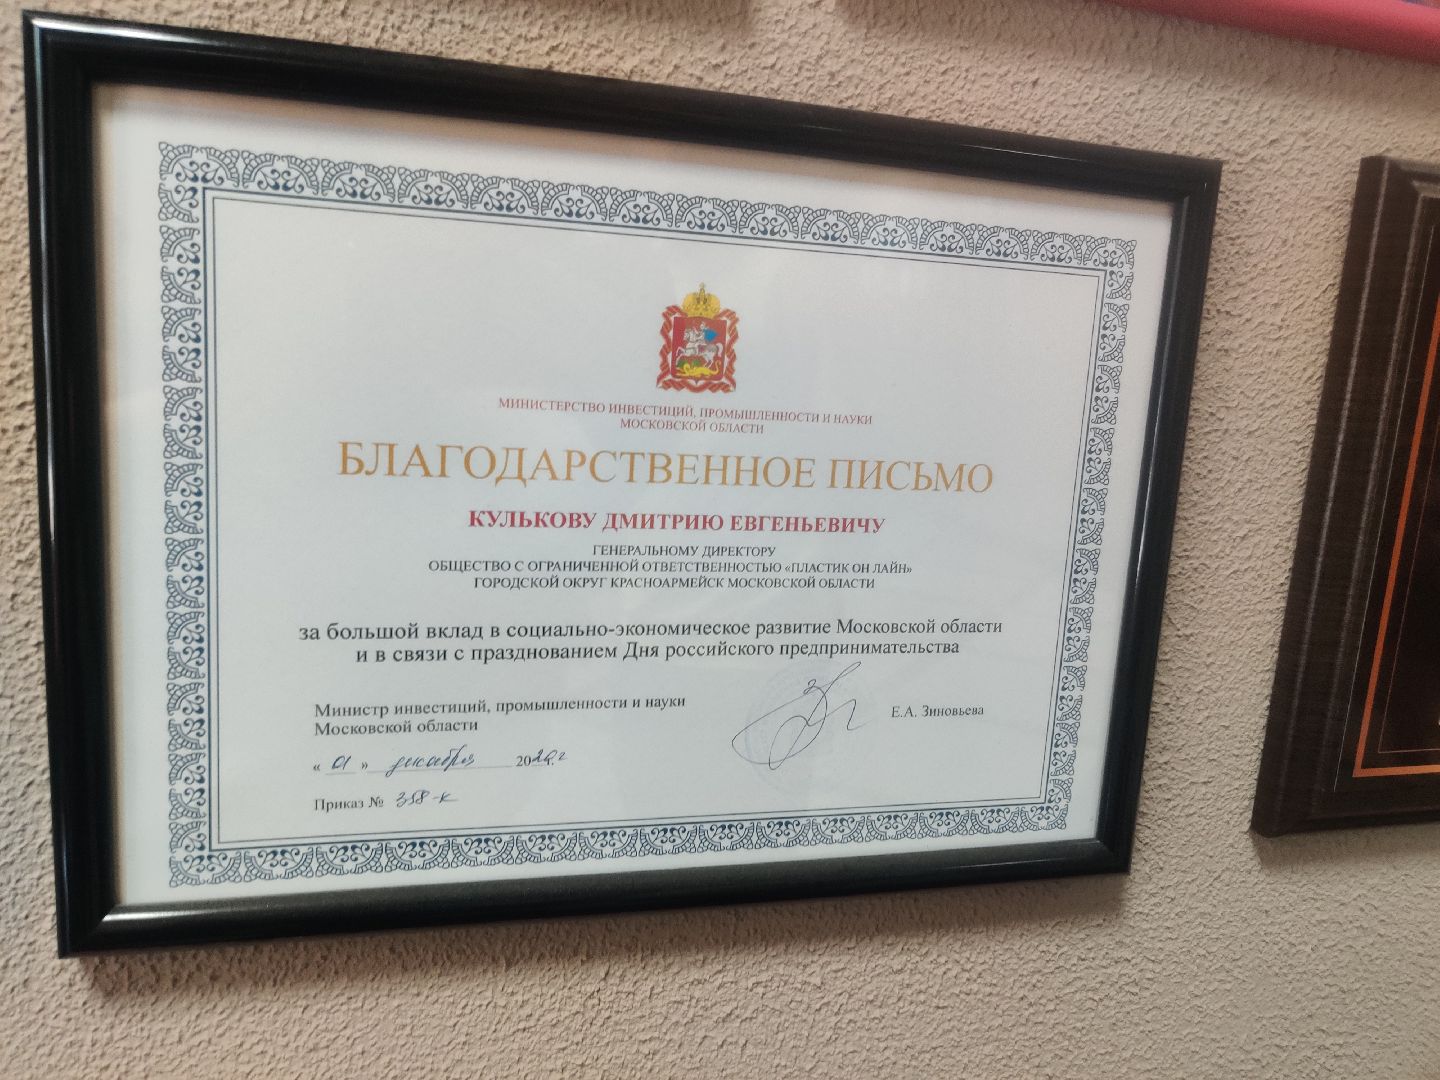 МИНИСТЕРСТВО ИНВЕСТИЦИЙ, ПРОМЫШЛЕННОСТИ И НАУКИ
МОСКОВСКОЙ ОБЛАСТИ
БЛАГОДАРСТВЕННОЕ ПИСЬМО
КУЛЬКОВУ ДМИТРИЮ ЕВГЕНЬЕВИЧУ
ГЕНЕРАЛЬНОМУ ДИРЕКТОРУ
ОБЩЕСТВО С ОГРАНИЧЕННОЙ ОТВЕТСТВЕННОСТЬЮ «ПЛАСТИК ОН ЛАЙН»
ГОРОДСКОЙ ОКРУГ КРАСНОАРМЕЙСК МОСКОВСКОЙ ОБЛАСТИ
за большой вклад в социально-экономическое развитие Московской области
и в связи с празднованием Дня российского предпринимательства
Министр инвестиций, промышленности и науки
Московской области
Е.А. Зиновьева
« 01 » декабря 2020г
Приказ № 358-к